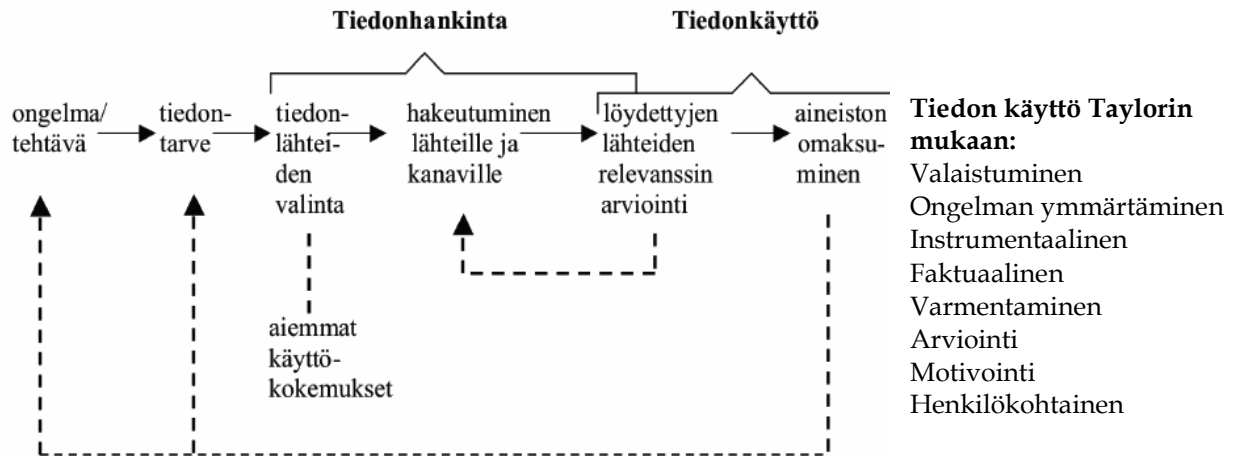 Tiedonhankinta
Tiedonkäyttö
ongelma/
tehtävä
tiedon-
tarve
tiedon-
lähtei-
den
valinta
hakeutuminen
lähteille ja
kanaville
löydettyjen
lähteiden
relevanssin
arviointi
aineiston
omaksu-
minen
aiemmat
käyttö-
kokemukset
Tiedon käyttö Taylorin
mukaan:
Valaistuminen
Ongelman ymmärtäminen
Instrumentaalinen
Faktuaalinen
Varmentaminen
Arviointi
Motivointi
Henkilökohtainen